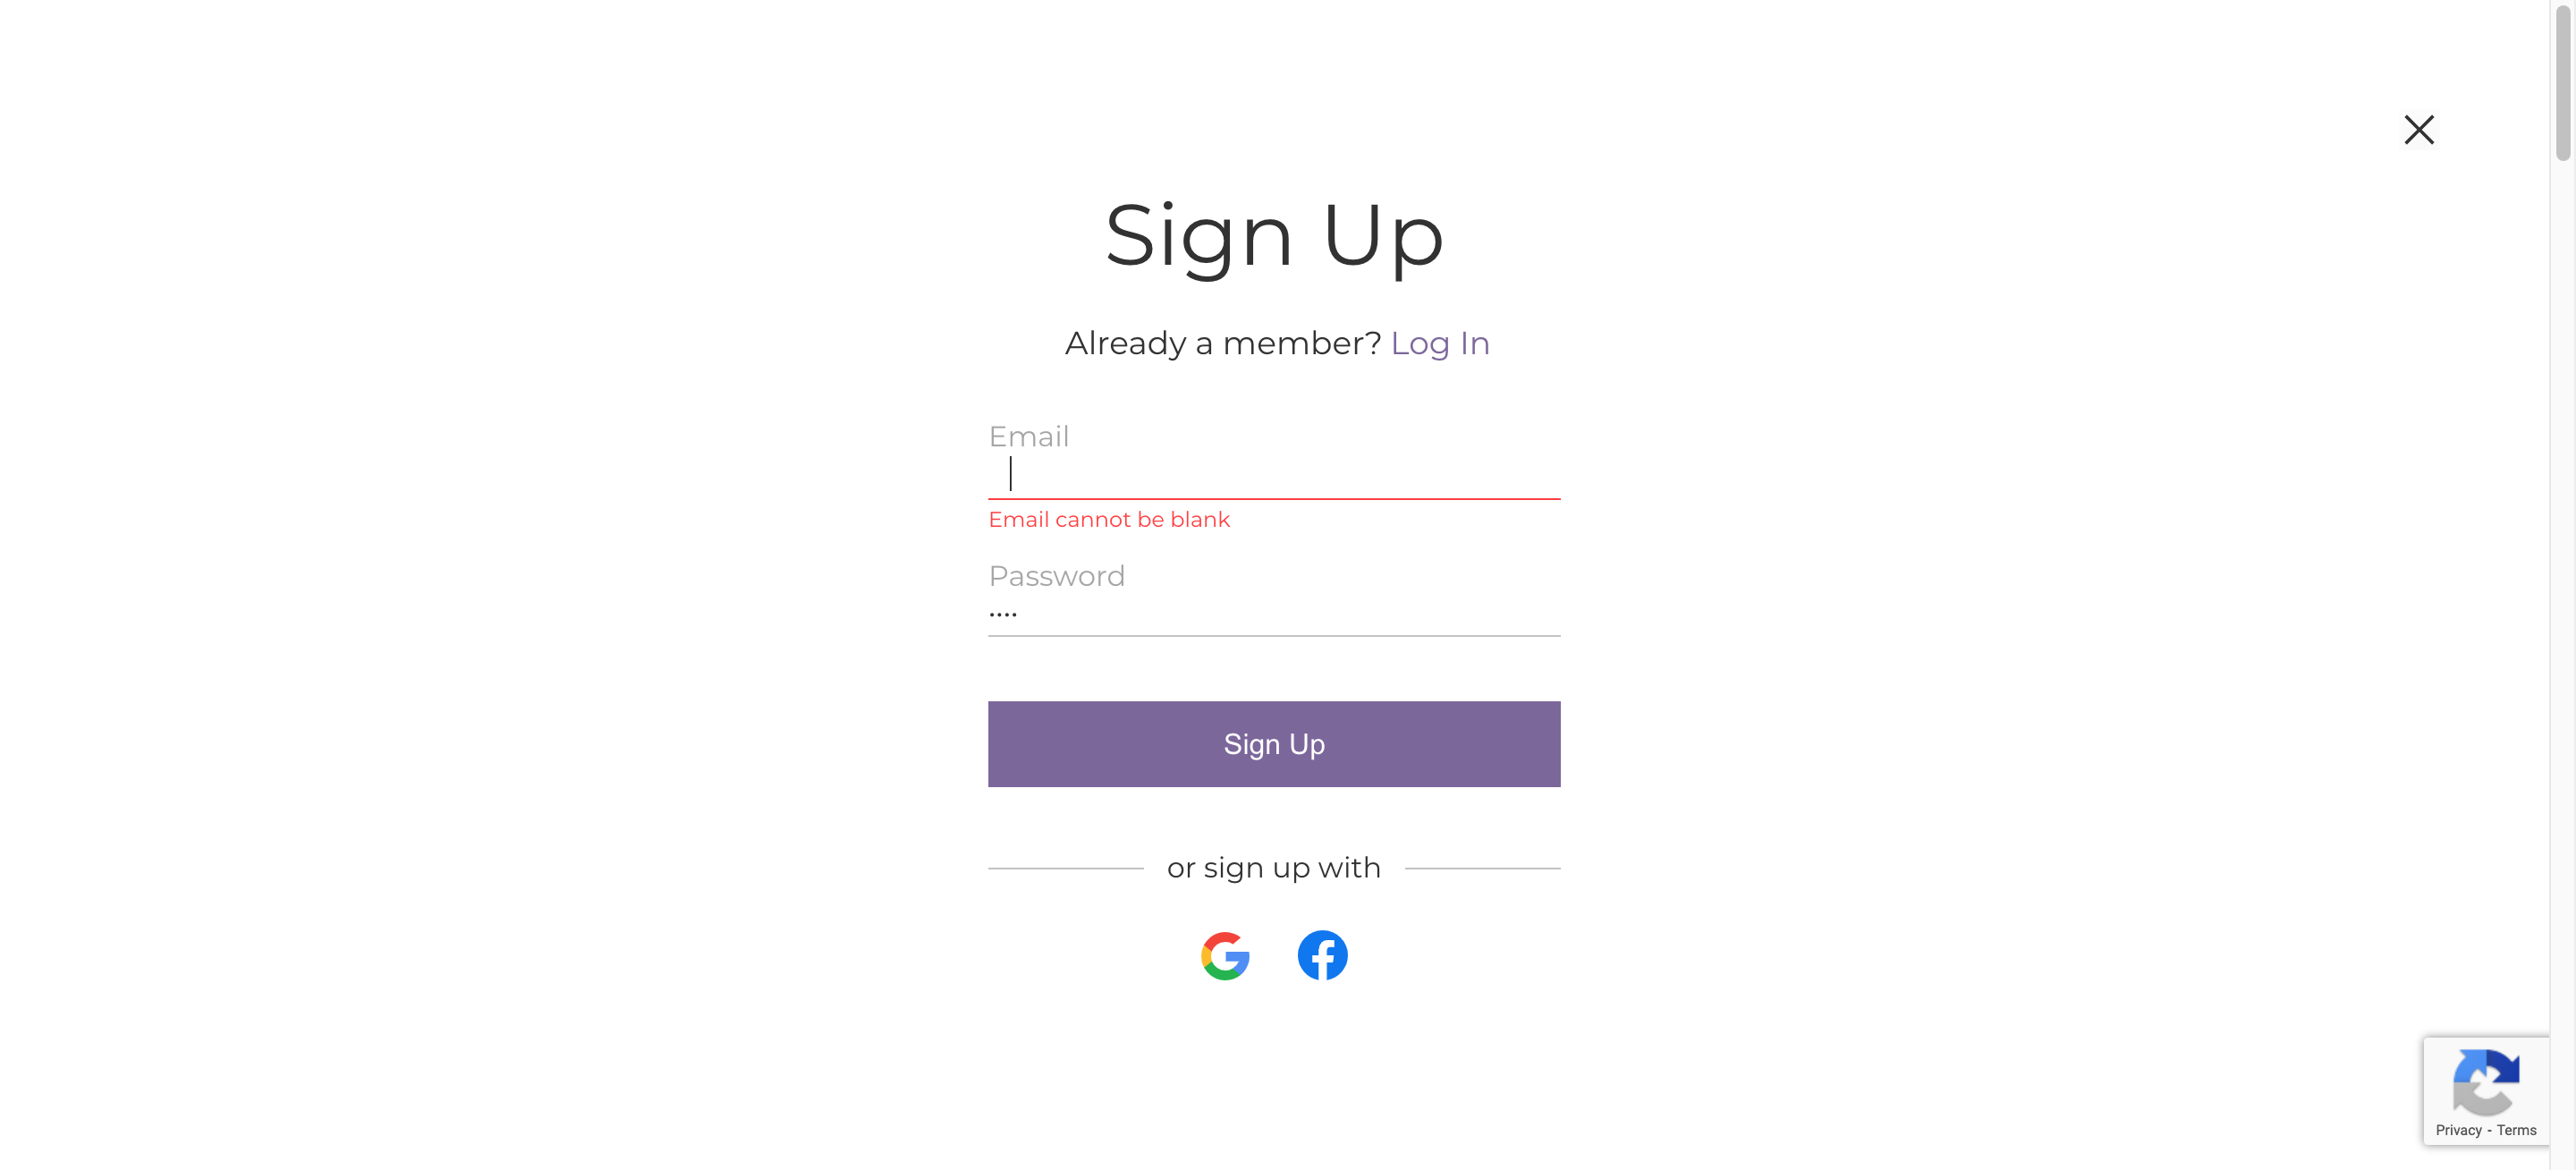 Sign Up
Already a member? Log In
Email
Email cannot be blank
Password
••••
Sign Up
or sign up with
Privacy - Terms